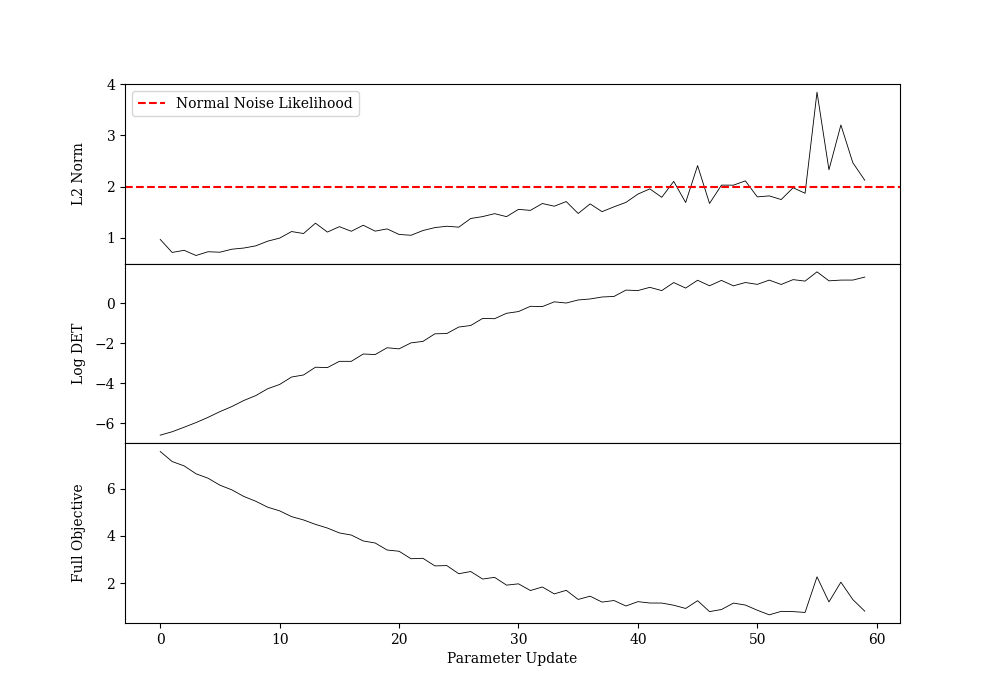 4
Normal Noise Likelihood
3
L2 Norm
2
1
0
−2
Log DET
−4
−6
6
Full Objective
4
2
0 10 20 30 40 50 60
Parameter Update